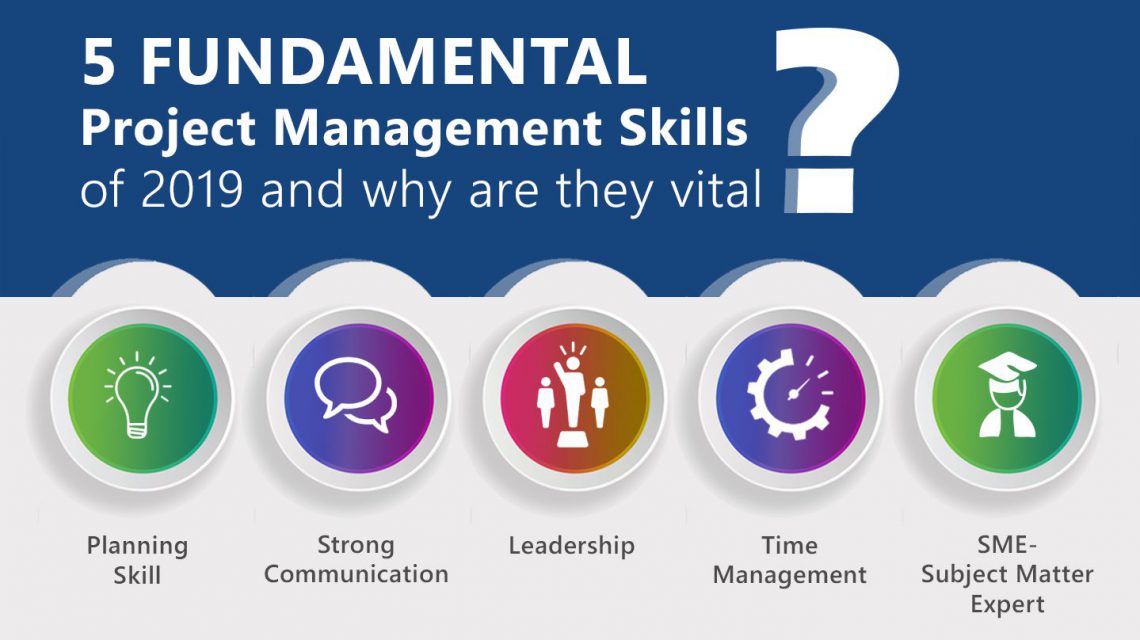 5 FUNDAMENTAL
Project Management Skills
of 2019 and why are they vital ?
Planning
Skill
Strong
Communication
Leadership
Time
Management
SME-
Subject Matter
Expert